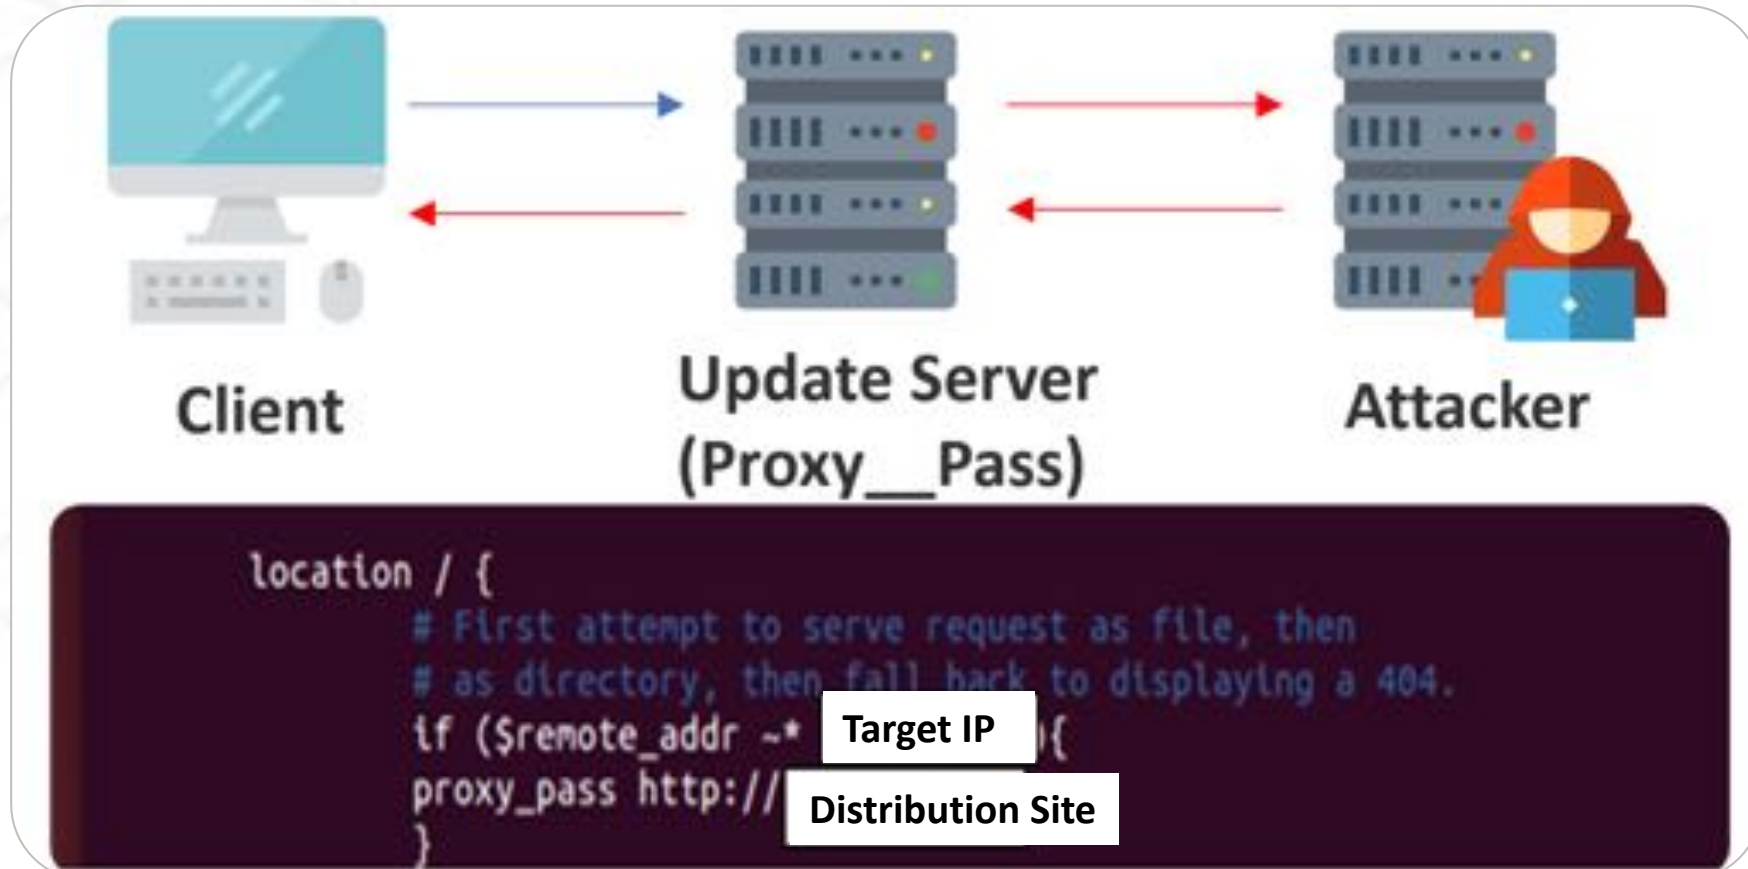 Client
Update Server
(Proxy__Pass)
Attacker
location / {
# First attempt to serve request as file, then
# as directory, then fall back to displaying a 404.
if ($remote_addr ~* Target IP ){
proxy_pass http:// Distribution Site
}